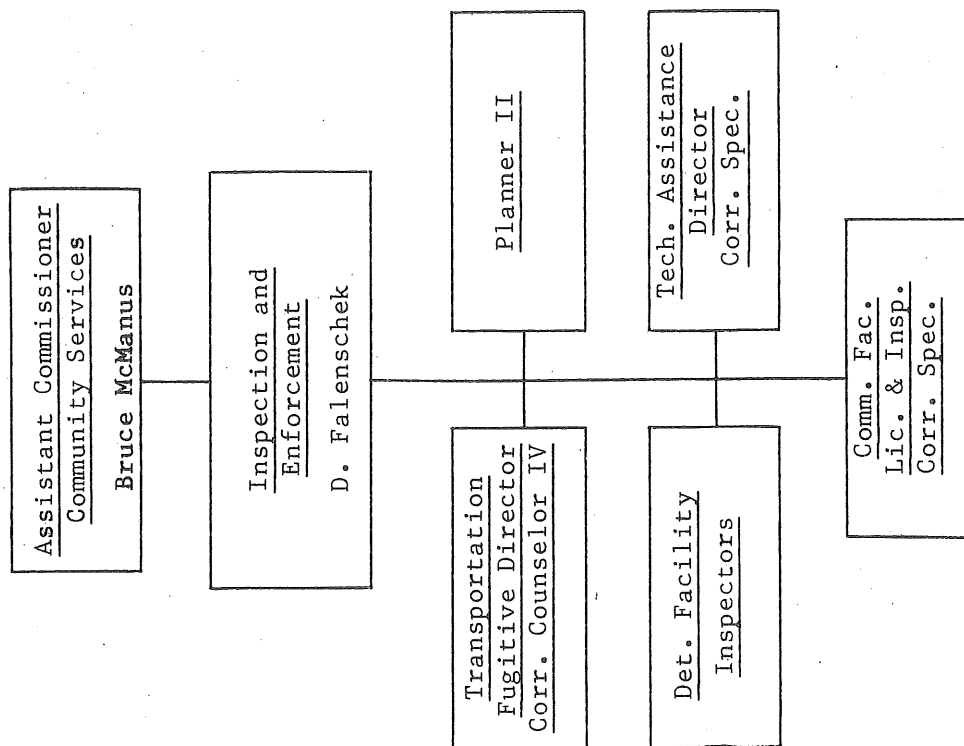 Assistant Commissioner
Community Services
Bruce McManus
Inspection and
Enforcement
D. Falenschek
Transportation
Fugitive Director
Corr. Counselor IV
Planner II
Det. Facility
Inspectors
Tech. Assistance
Director
Corr. Spec.
Comm. Fac.
Lic. & Insp.
Corr. Spec.